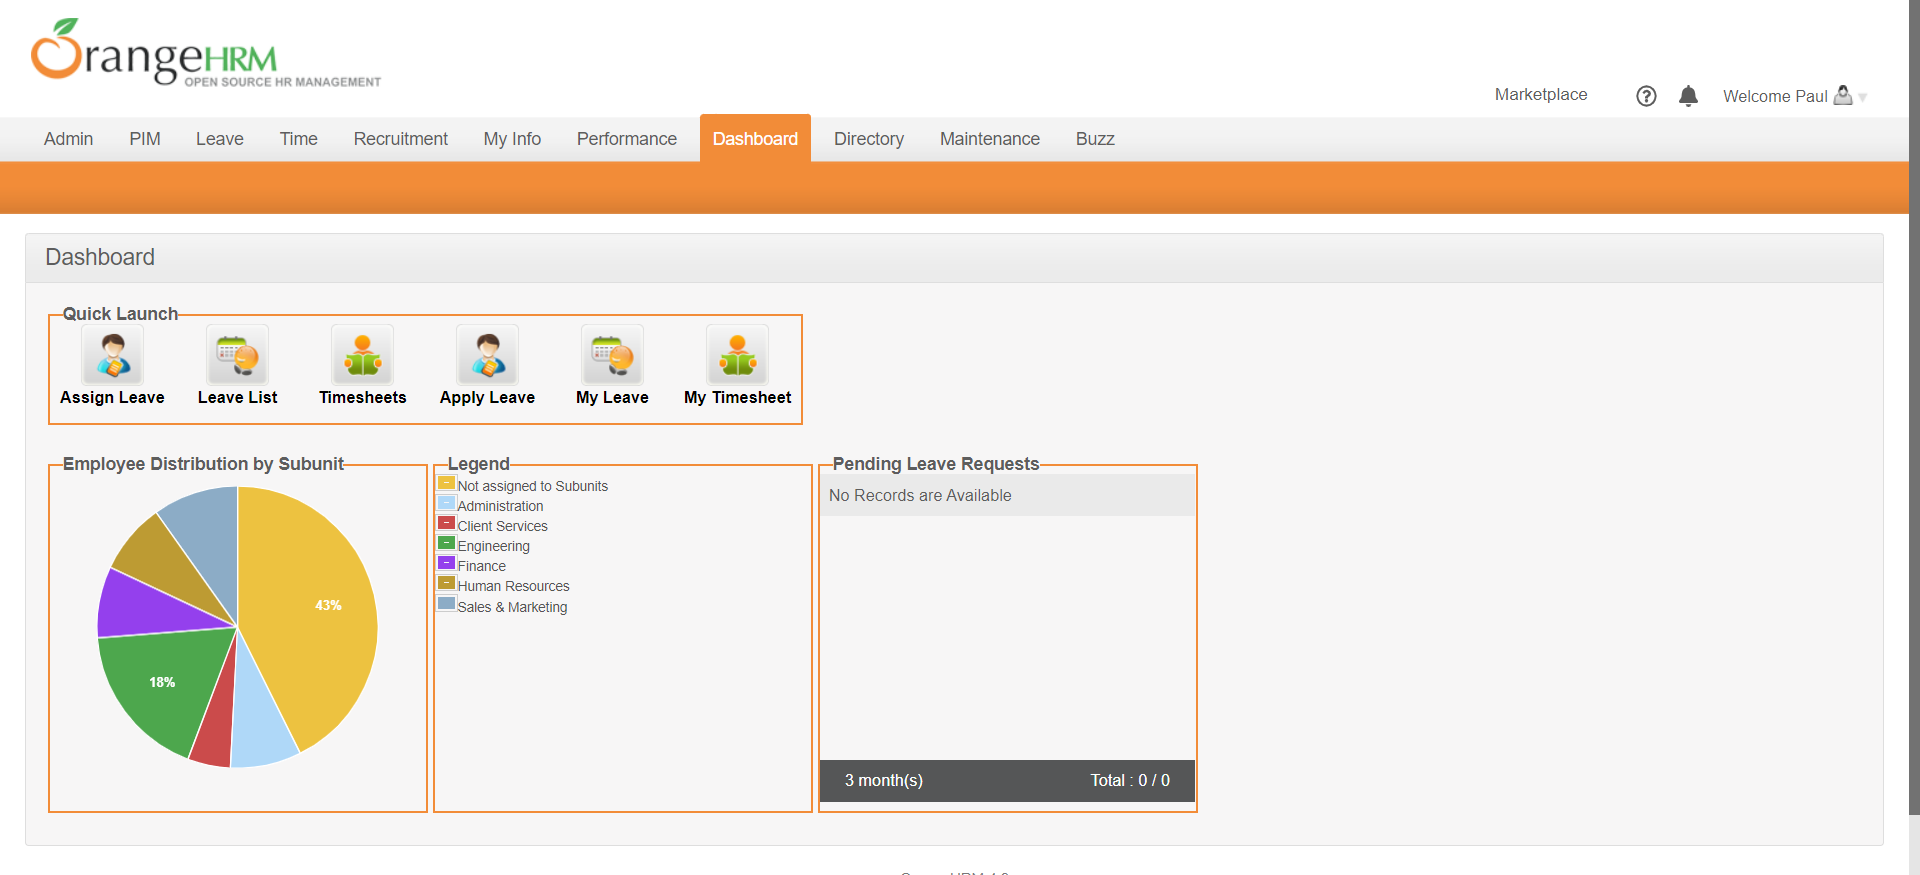 OrangeHRM
OPEN SOURCE HR MANAGEMENT
Marketplace
Welcome Paul
Admin PIM Leave Time Recruitment My Info Performance Dashboard Directory Maintenance Buzz
Dashboard
Quick Launch
Assign Leave Leave List Timesheets Apply Leave My Leave My Timesheet
Employee Distribution by Subunit
43%
18%
Legend
Not assigned to Subunits
Administration
Client Services
Engineering
Finance
Human Resources
Sales & Marketing
Pending Leave Requests
No Records are Available
3 month(s) Total : 0 / 0